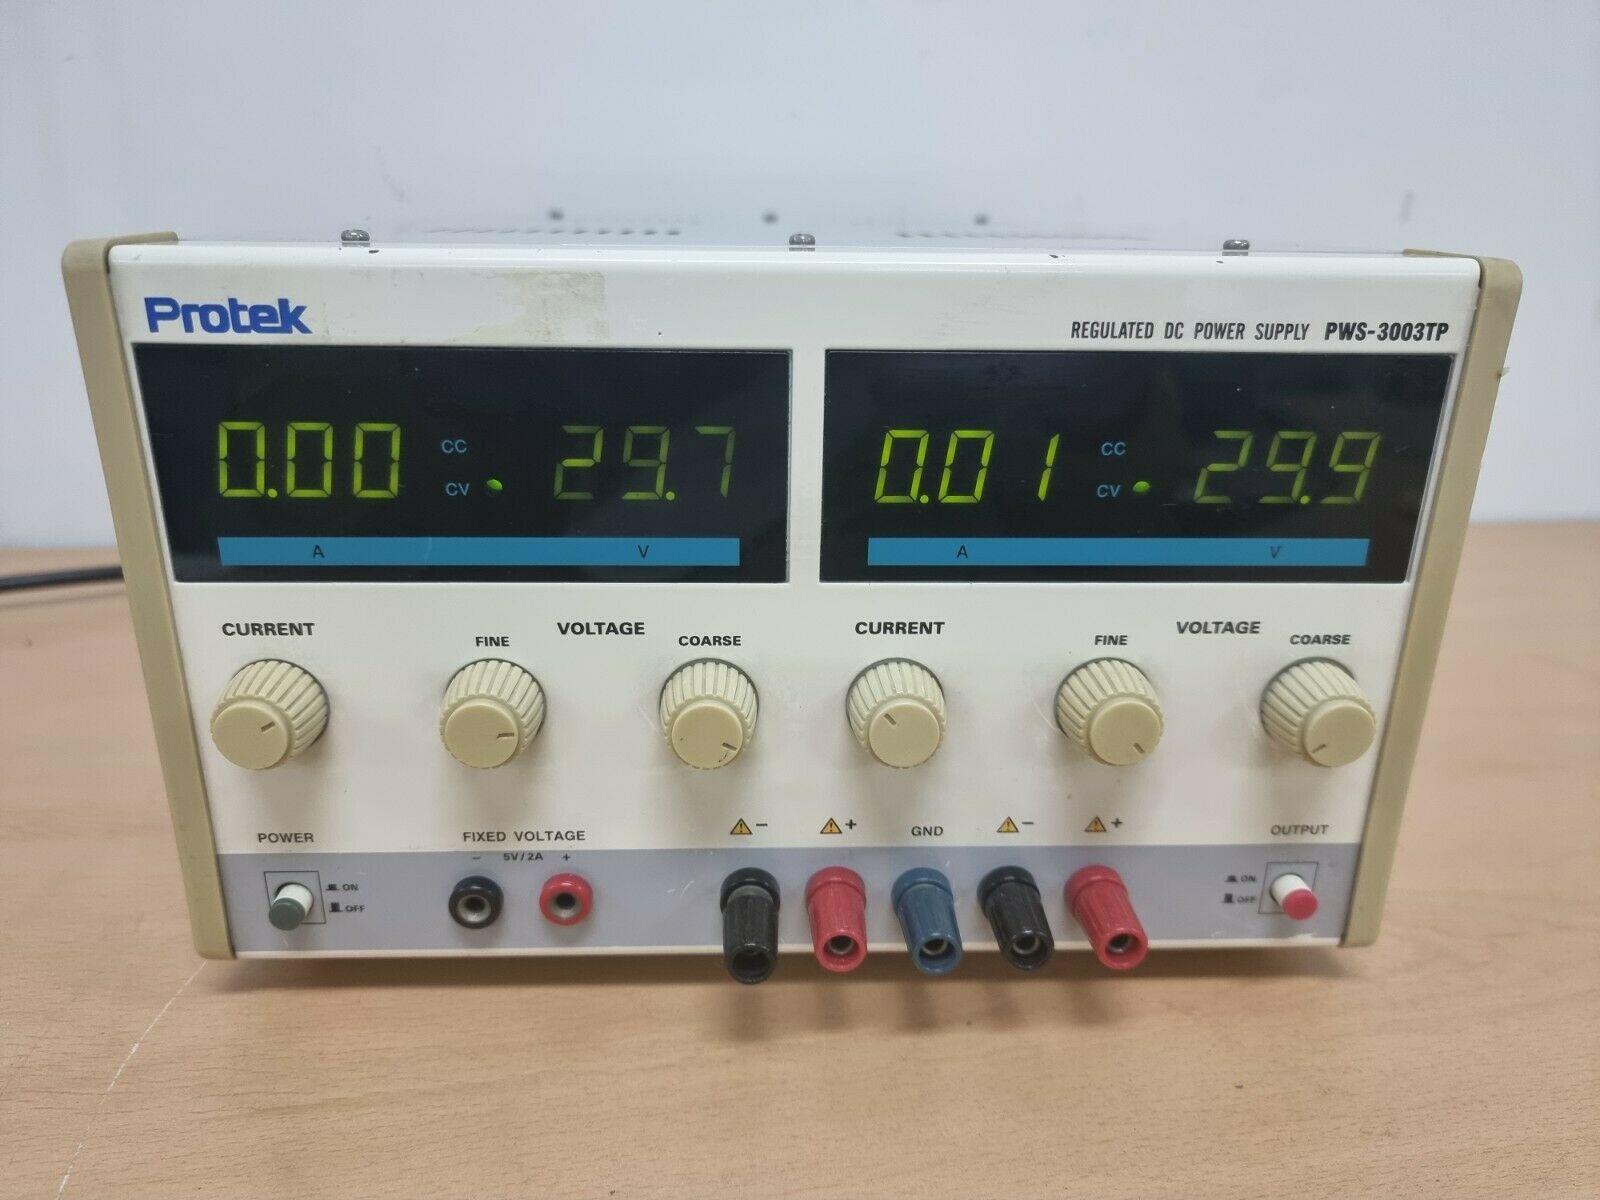 Protek
REGULATED DC POWER SUPPLY PWS-3003TP
0.00 CC CV 29.7
A V
0.01 CC CV 29.9
A V
CURRENT FINE VOLTAGE COARSE
CURRENT FINE VOLTAGE COARSE
POWER
ON
OFF
FIXED VOLTAGE
- 5V/2A +
- + GND - +
OUTPUT
ON
OFF